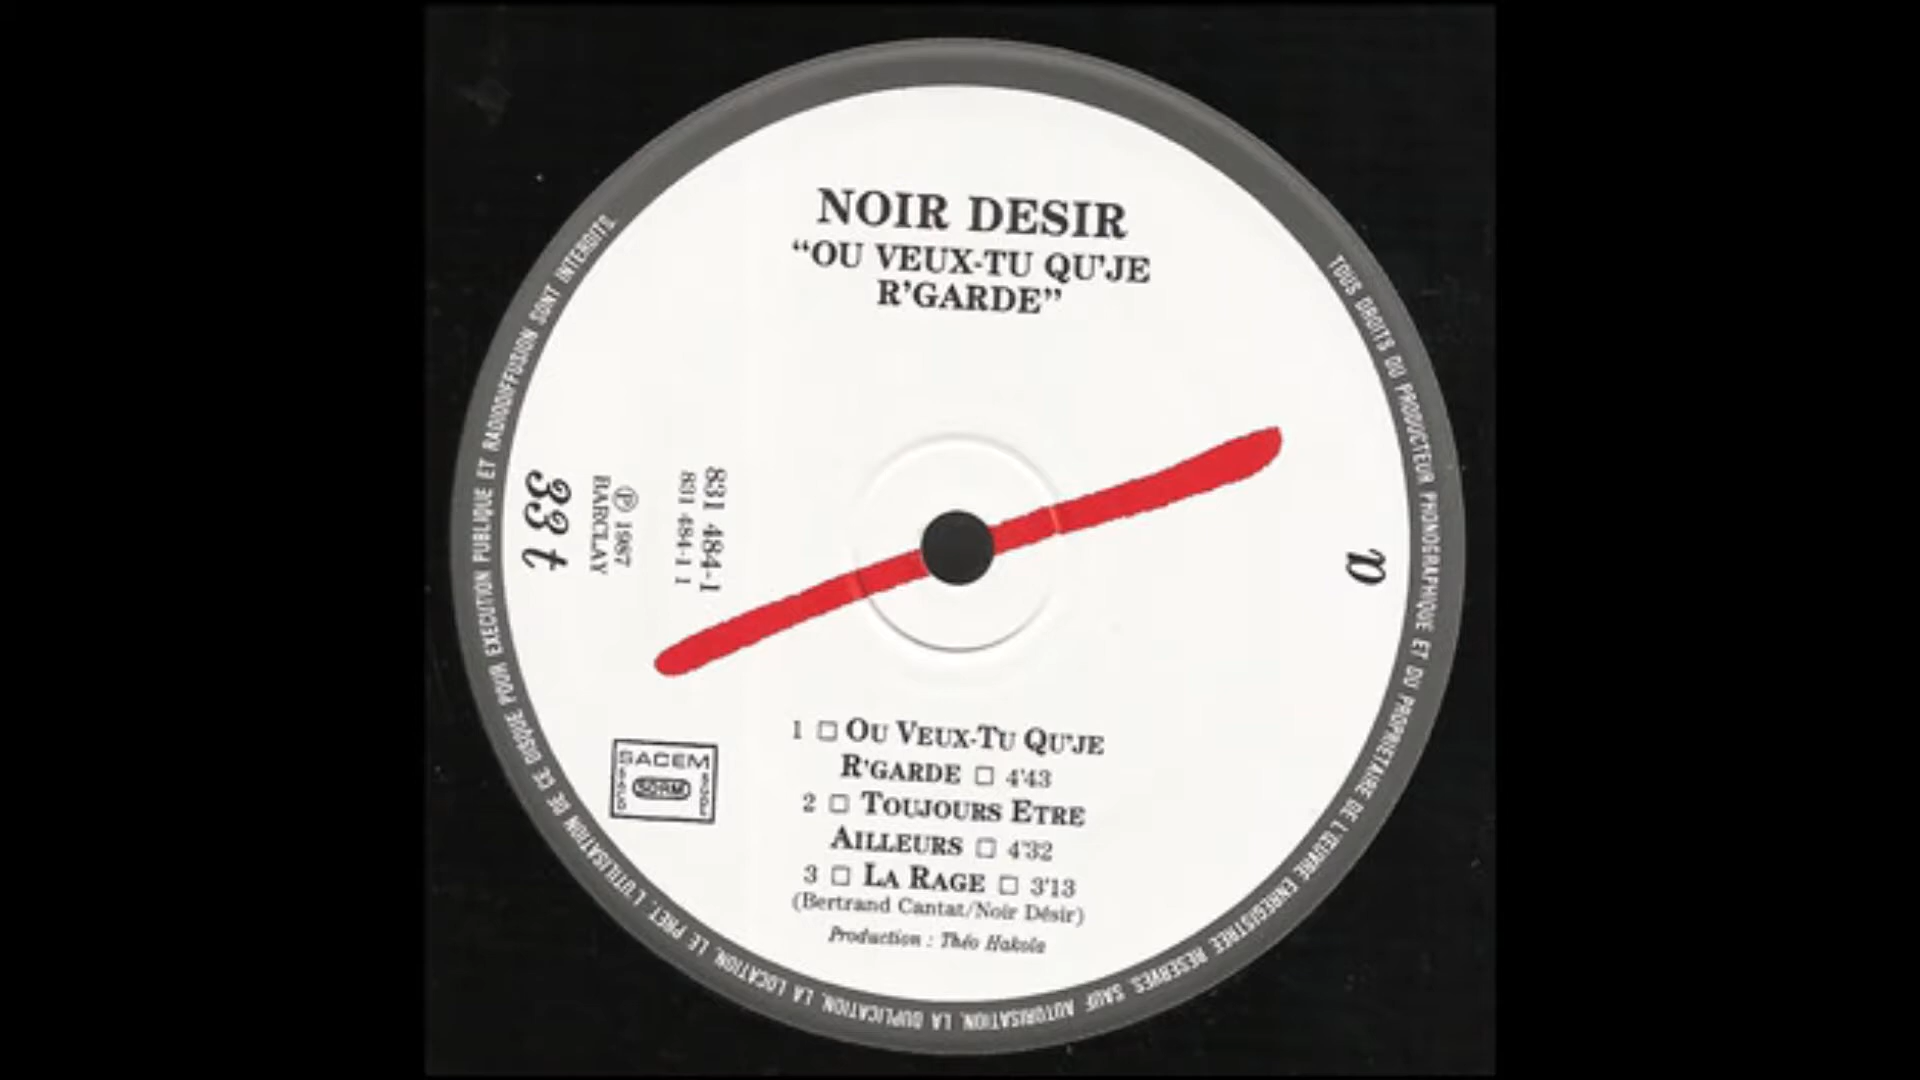 NOIR DESIR
“OU VEUX-TU QU'JE
R'GARDE”
TOUS DROITS DU PRODUCTEUR PHONOGRAPHIQUE ET DU PROPRIETAIRE DE L'ŒUVRE ENREGISTREE RESERVES. SAUF AUTORISATION, LA DUPLICATION, LA LOCATION, LE PRET, L'UTILISATION DE CE DISQUE POUR EXECUTION PUBLIQUE ET RADIODIFFUSION SONT INTERDITS.
33 t
℗ 1987
BARCLAY
831 484-1
831 484-1 1
SACEM
SDRM
1 □ OU VEUX-TU QU'JE
R'GARDE □ 4'43
2 □ TOUJOURS ETRE
AILLEURS □ 4'32
3 □ LA RAGE □ 3'13
(Bertrand Cantat/Noir Désir)
Production : Théo Hakola